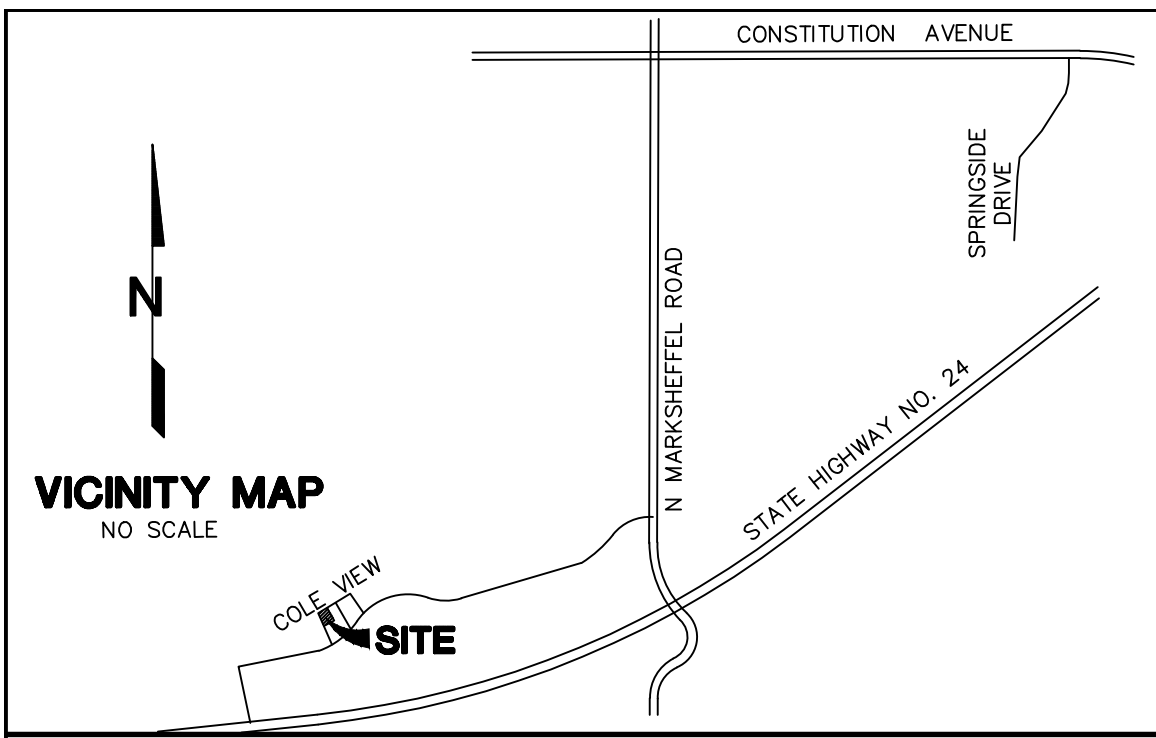 CONSTITUTION AVENUE
SPRINGSIDE
DRIVE
N
N MARKSHEFFEL ROAD
STATE HIGHWAY NO. 24
VICINITY MAP
NO SCALE
COLE VIEW
SITE